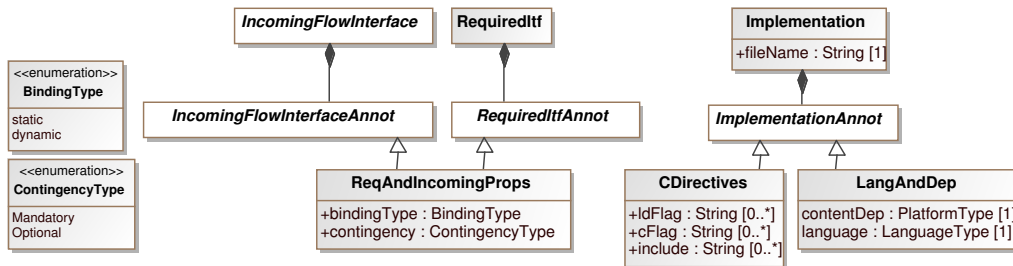 IncomingFlowInterface
RequiredItf
Implementation
+fileName : String [1]
<<enumeration>>
BindingType
static
dynamic
IncomingFlowInterfaceAnnot
RequiredItfAnnot
ImplementationAnnot
<<enumeration>>
ContingencyType
Mandatory
Optional
ReqAndIncomingProps
+bindingType : BindingType
+contingency : ContingencyType
CDirectives
+ldFlag : String [0..*]
+cFlag : String [0..*]
+include : String [0..*]
LangAndDep
contentDep : PlatformType [1]
language : LanguageType [1]